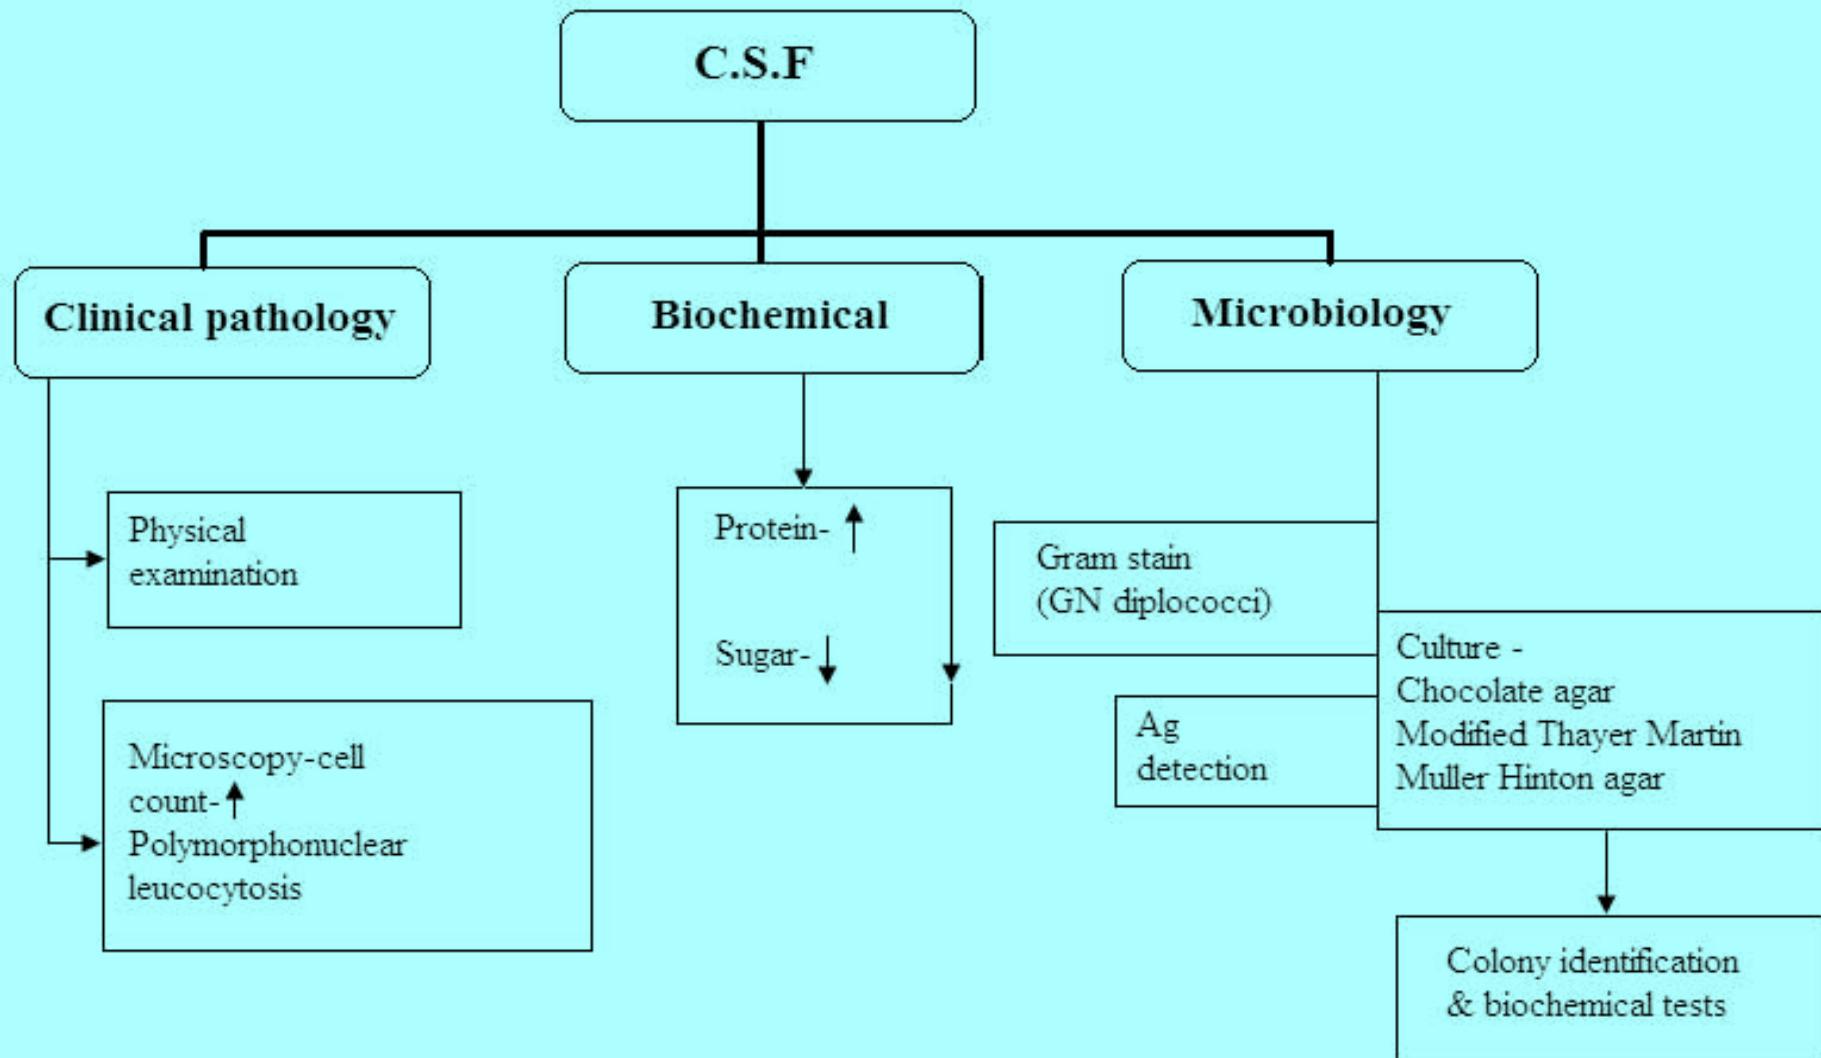 C.S.F
Clinical pathology
Biochemical
Microbiology
Physical
examination
Microscopy-cell
count-↑
Polymorphonuclear
leucocytosis
Protein- ↑
Sugar-↓
Gram stain
(GN diplococci)
Ag
detection
Culture -
Chocolate agar
Modified Thayer Martin
Muller Hinton agar
Colony identification
& biochemical tests